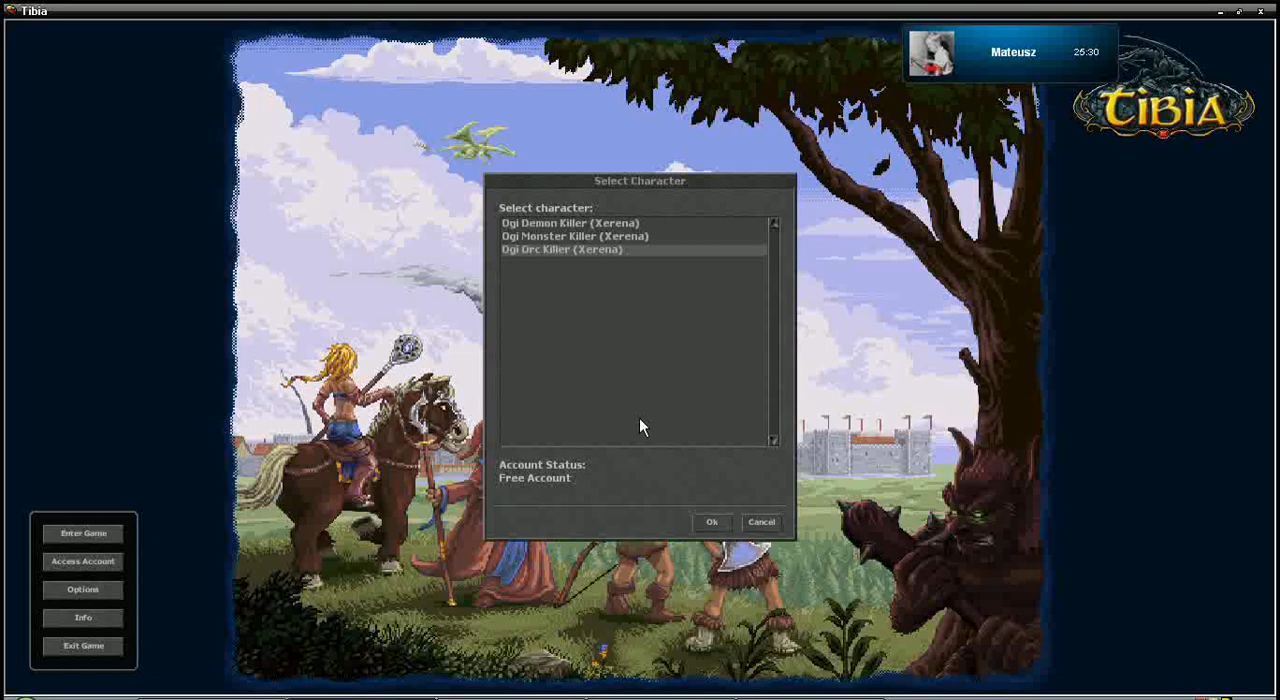 Tibia
Mateusz 25:30
TIBIA
Select Character
Select character:
Ogi Demon Killer (Xerena)
Ogi Monster Killer (Xerena)
Ogi Orc Killer (Xerena)
Account Status:
Free Account
Ok Cancel
Enter Game
Access Account
Options
Info
Exit Game